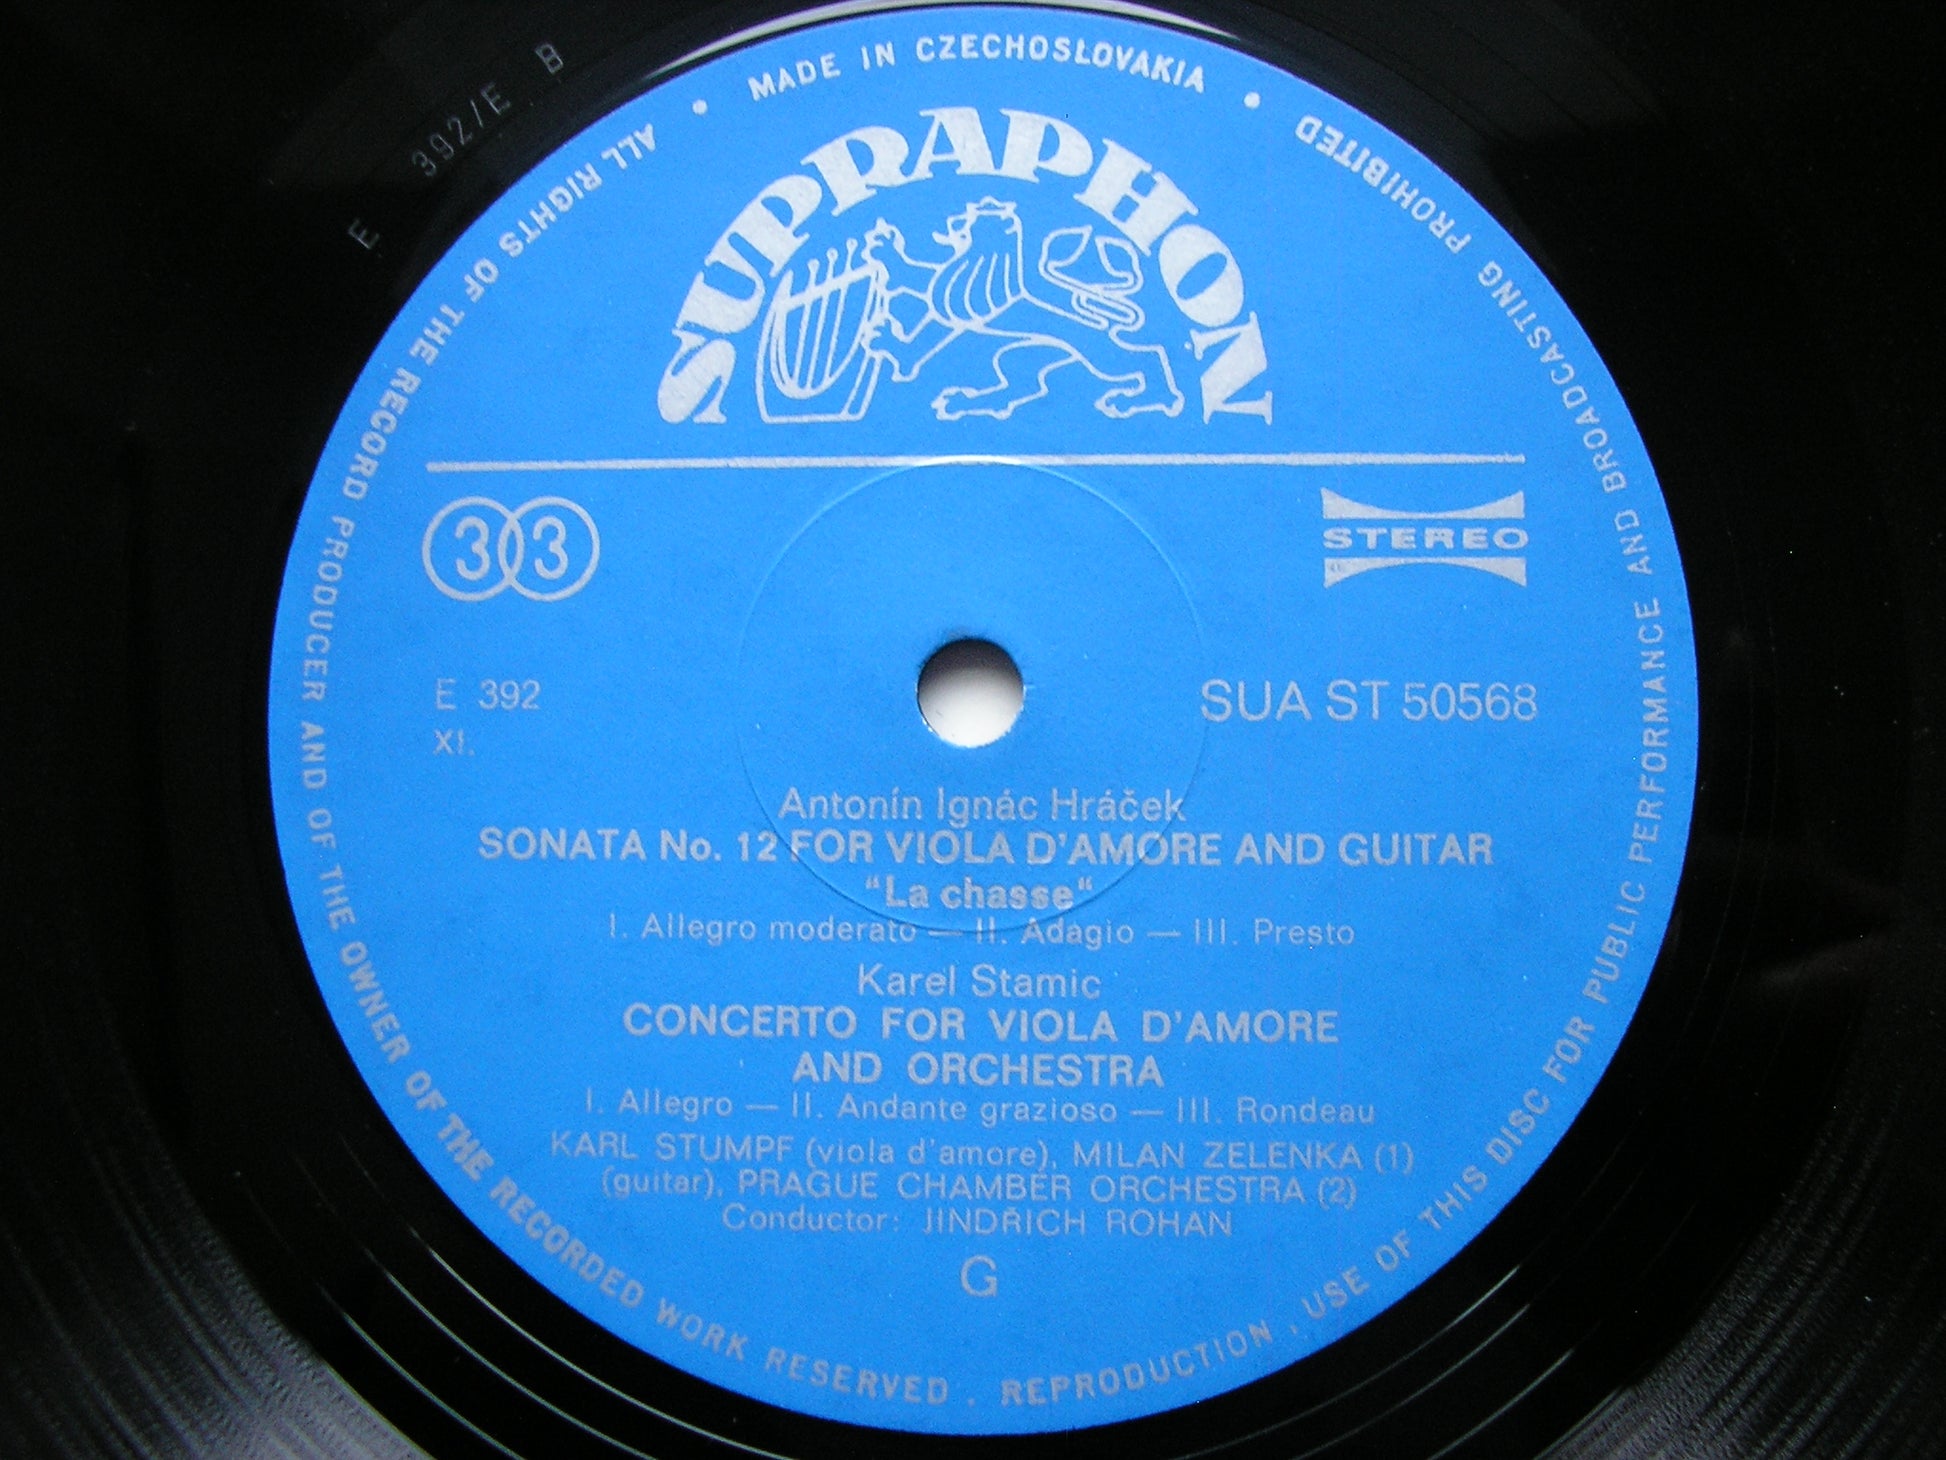 E 392/E B
• MADE IN CZECHOSLOVAKIA •
ALL RIGHTS OF THE RECORD PRODUCER AND OF THE OWNER OF THE RECORDED WORK RESERVED . REPRODUCTION , USE OF THIS DISC FOR PUBLIC PERFORMANCE AND BROADCASTING PROHIBITED
SUPRAPHON
33
STEREO
E 392
SUA ST 50568
XI.
Antonín Ignác Hráček
SONATA No. 12 FOR VIOLA D'AMORE AND GUITAR
"La chasse"
I. Allegro moderato — II. Adagio — III. Presto
Karel Stamic
CONCERTO FOR VIOLA D'AMORE
AND ORCHESTRA
I. Allegro — II. Andante grazioso — III. Rondeau
KARL STUMPF (viola d'amore), MILAN ZELENKA (1)
(guitar), PRAGUE CHAMBER ORCHESTRA (2)
Conductor: JINDŘICH ROHAN
G